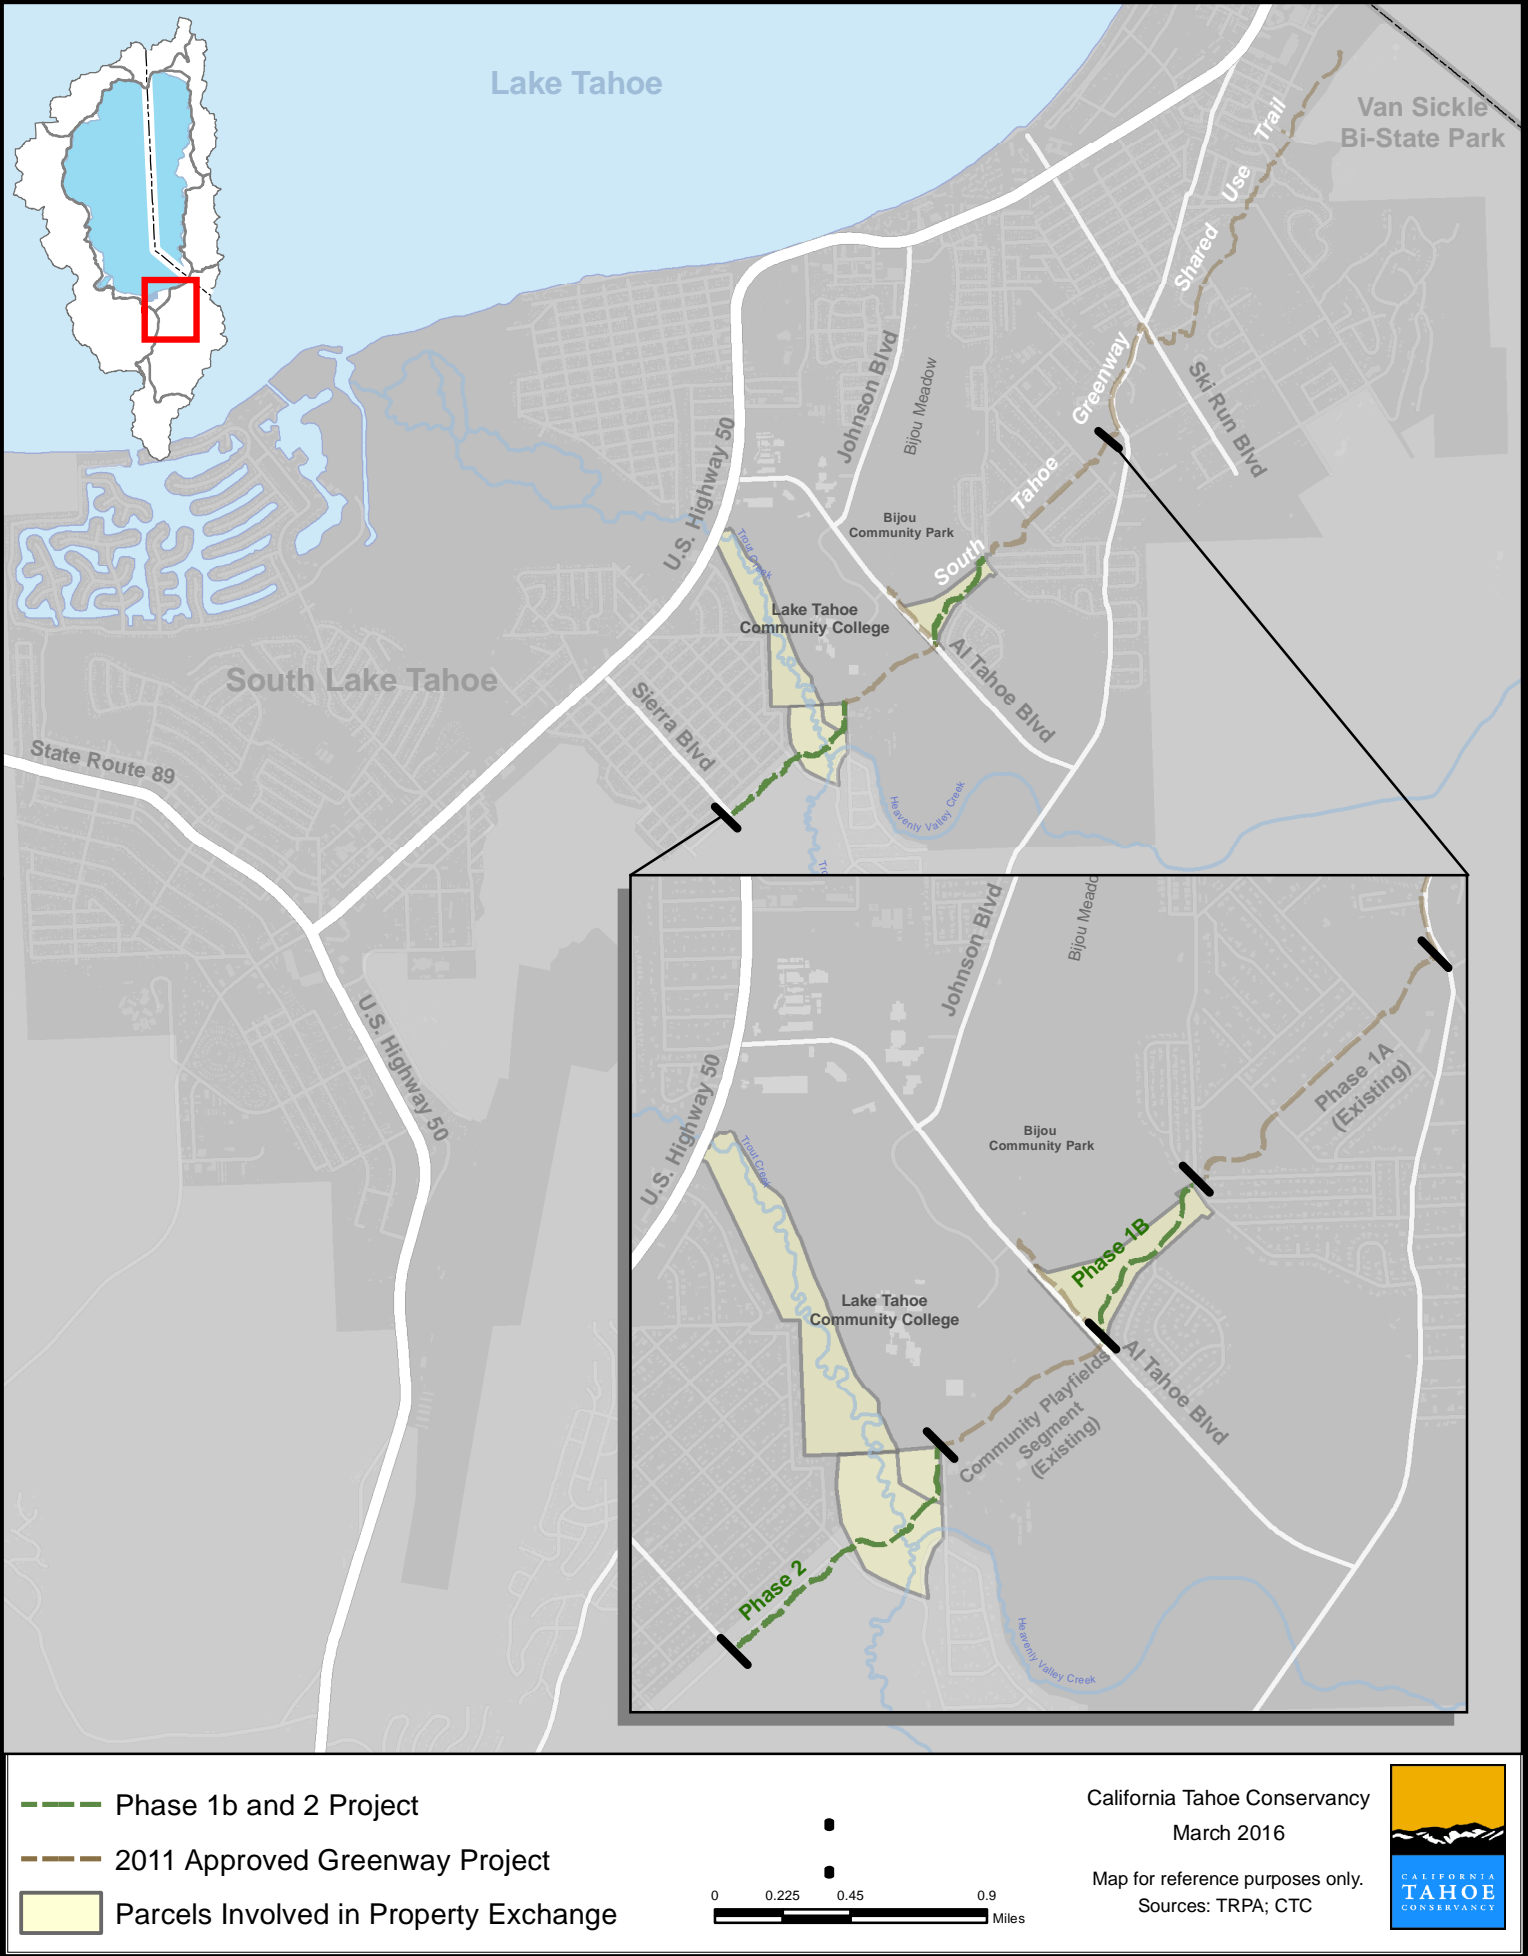 Lake Tahoe
Van Sickle
Bi-State Park
South Tahoe Greenway Shared Use Trail
Johnson Blvd
Bijou Meadow
Ski Run Blvd
U.S. Highway 50
Trout Creek
Bijou
Community Park
Lake Tahoe
Community College
Al Tahoe Blvd
South Lake Tahoe
Sierra Blvd
State Route 89
Heavenly Valley Creek
Tro
U.S. Highway 50
Johnson Blvd
Bijou Meado
U.S. Highway 50
Trout Creek
Bijou
Community Park
Phase 1A
(Existing)
Phase 1B
Lake Tahoe
Community College
Al Tahoe Blvd
Community Playfields
Segment
(Existing)
Phase 2
Heavenly Valley Creek
Phase 1b and 2 Project
2011 Approved Greenway Project
Parcels Involved in Property Exchange
0 0.225 0.45 0.9
Miles
California Tahoe Conservancy
March 2016
Map for reference purposes only.
Sources: TRPA; CTC
CALIFORNIA
TAHOE
CONSERVANCY